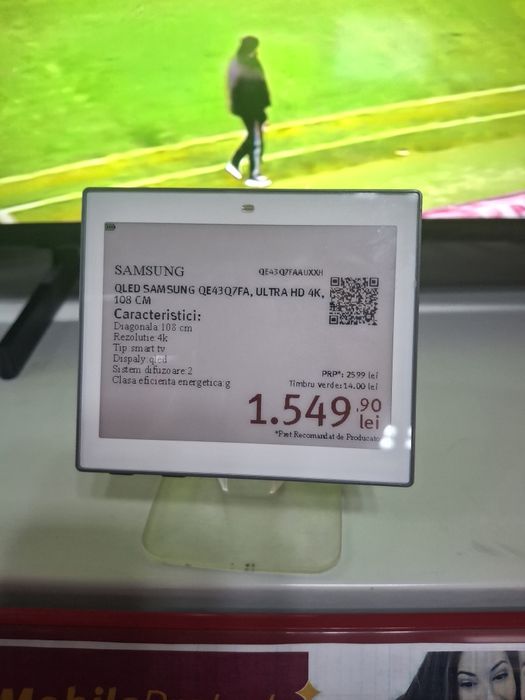 SAMSUNG
QE43Q7FAAUXXH
QLED SAMSUNG QE43Q7FA, ULTRA HD 4K,
108 CM
Caracteristici:
Diagonala 108 cm
Rezolutie 4k
Tip smart tv
Dispaly:qled
Sistem difuzoare:2
Clasa eficienta energetica:g
PRP*: 2599 lei
Timbru verde:14.00 lei
1.549,90
lei
*Pret Recomandat de Producato